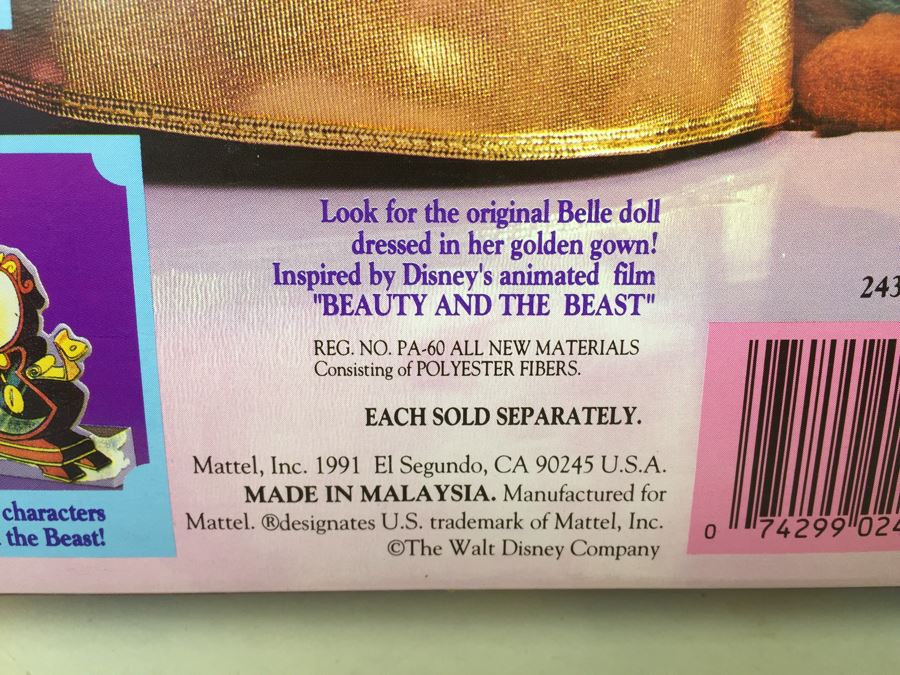 Look for the original Belle doll
dressed in her golden gown!
Inspired by Disney's animated film
"BEAUTY AND THE BEAST"
REG. NO. PA-60 ALL NEW MATERIALS
Consisting of POLYESTER FIBERS.
EACH SOLD SEPARATELY.
Mattel, Inc. 1991 El Segundo, CA 90245 U.S.A.
MADE IN MALAYSIA. Manufactured for
Mattel. ®designates U.S. trademark of Mattel, Inc.
©The Walt Disney Company
characters
the Beast!
243
0 74299 024